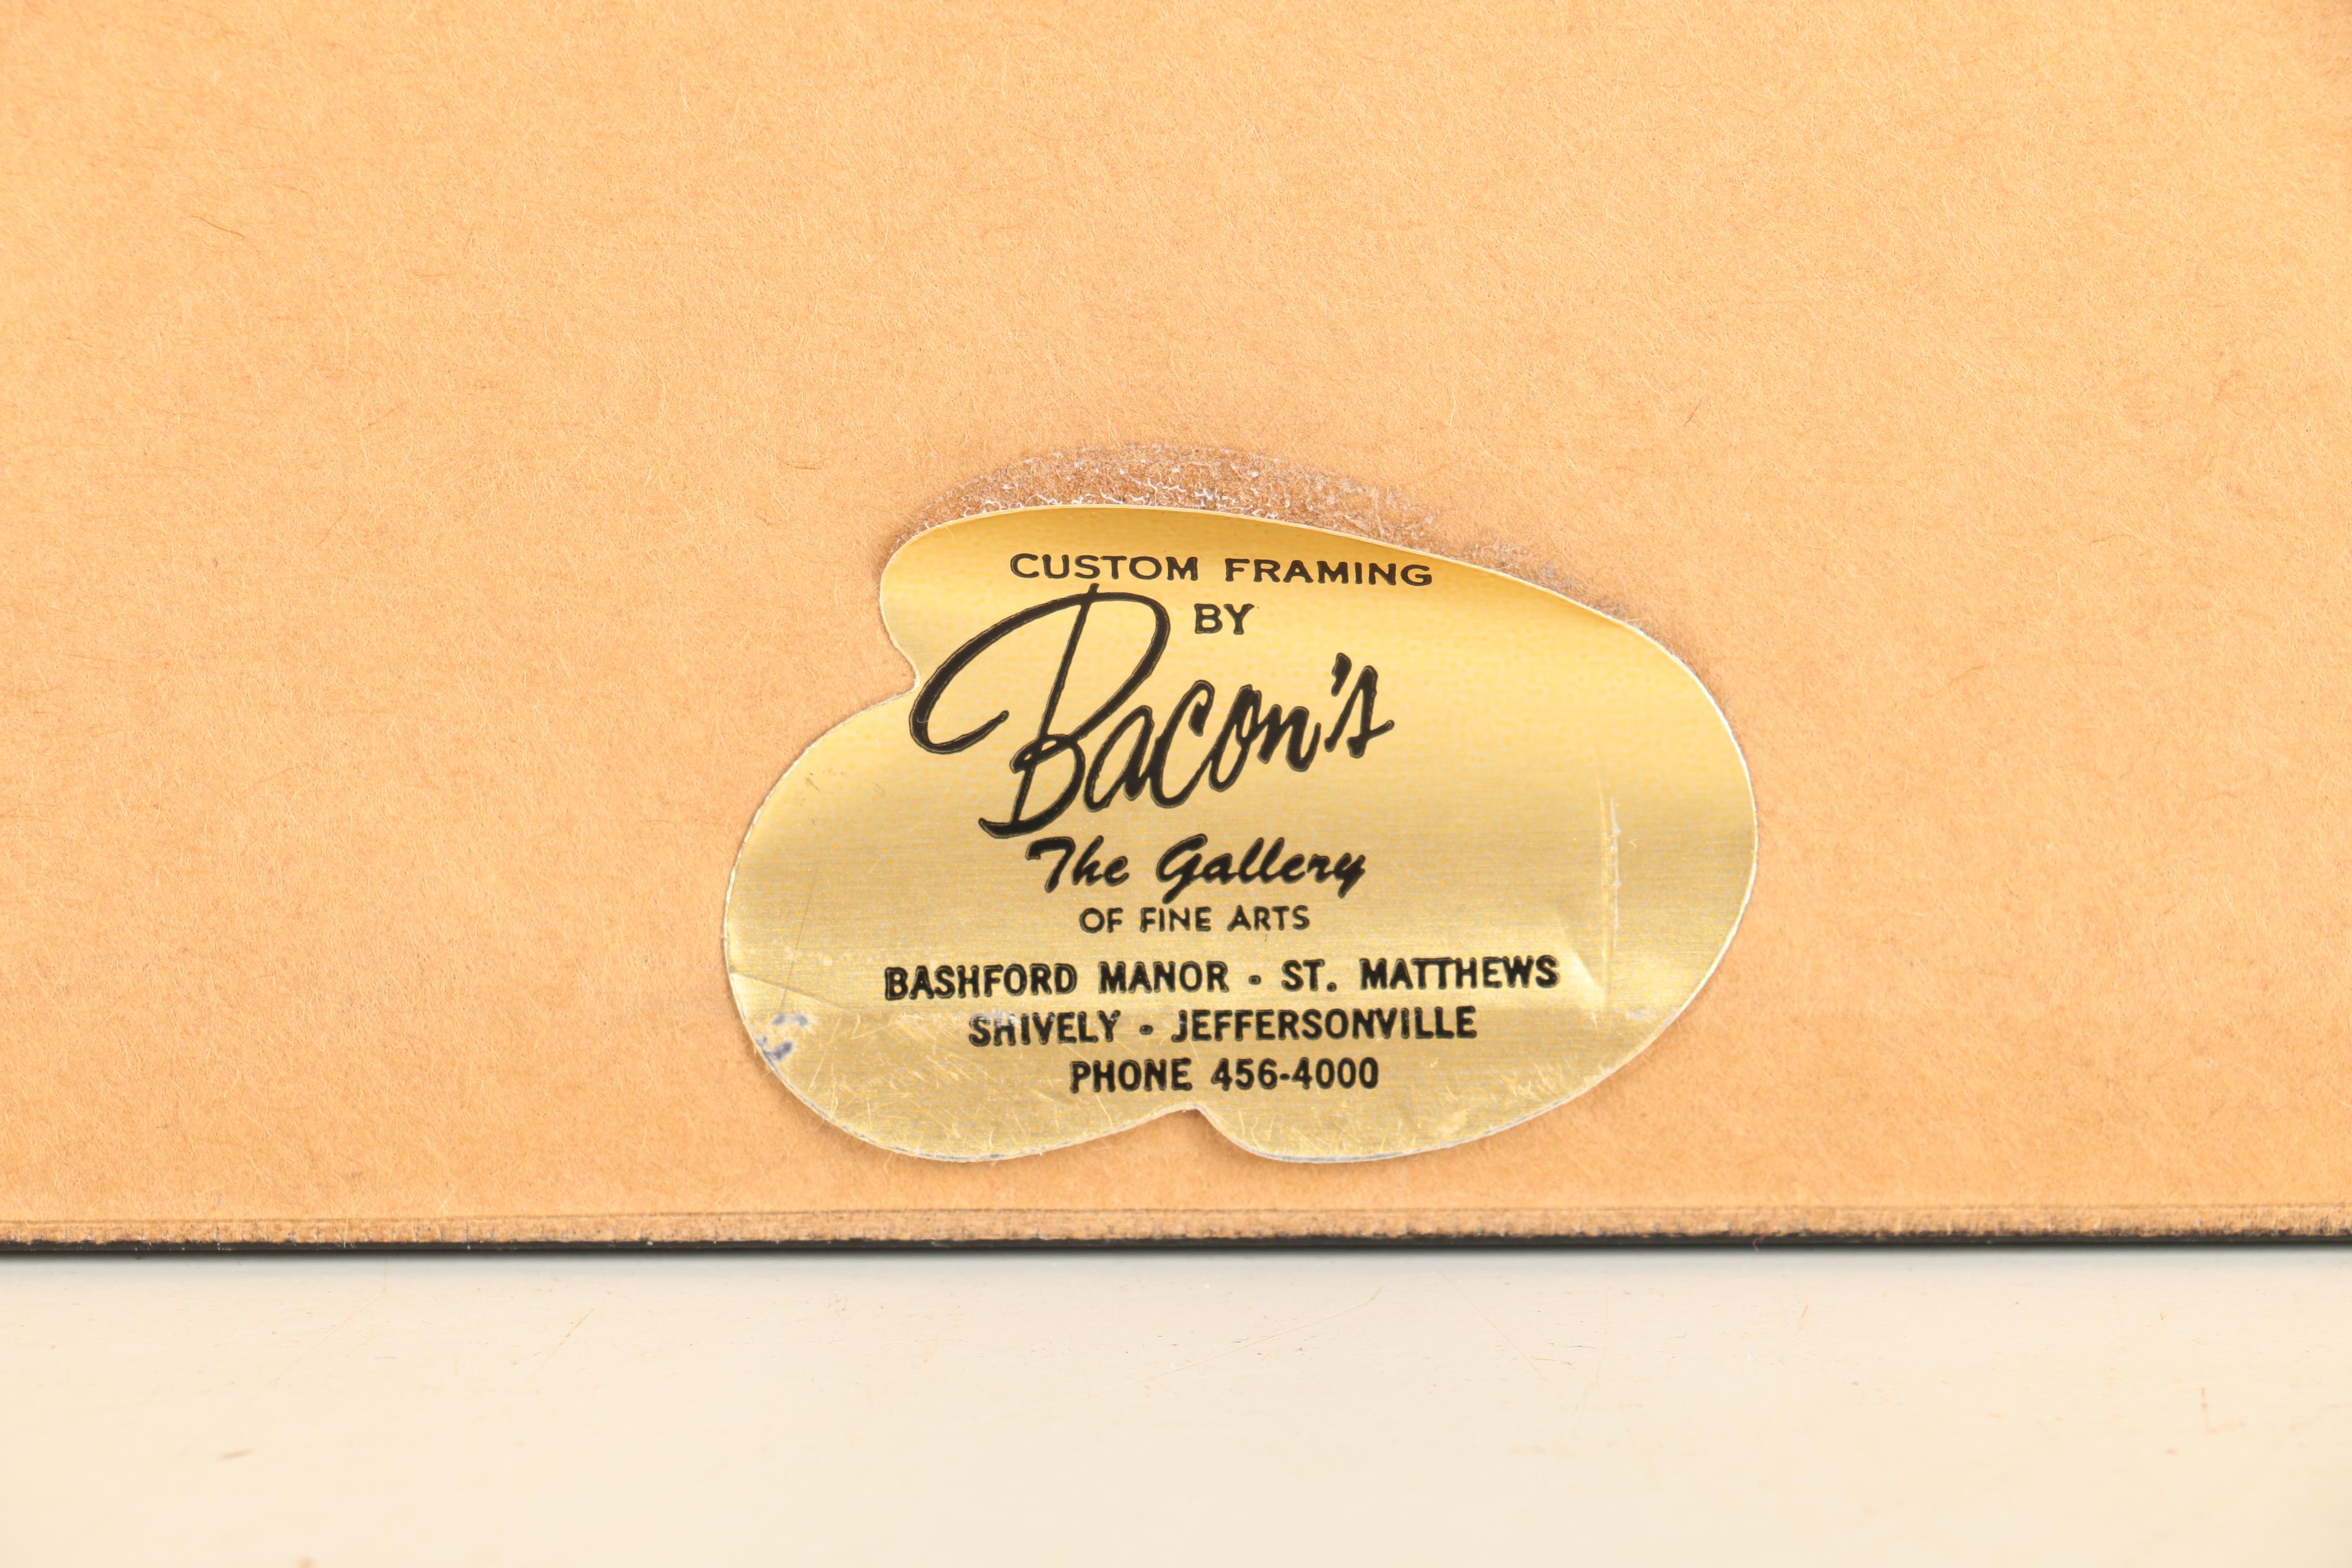 CUSTOM FRAMING
BY
Bacon's
The Gallery
OF FINE ARTS
BASHFORD MANOR - ST. MATTHEWS
SHIVELY - JEFFERSONVILLE
PHONE 456-4000